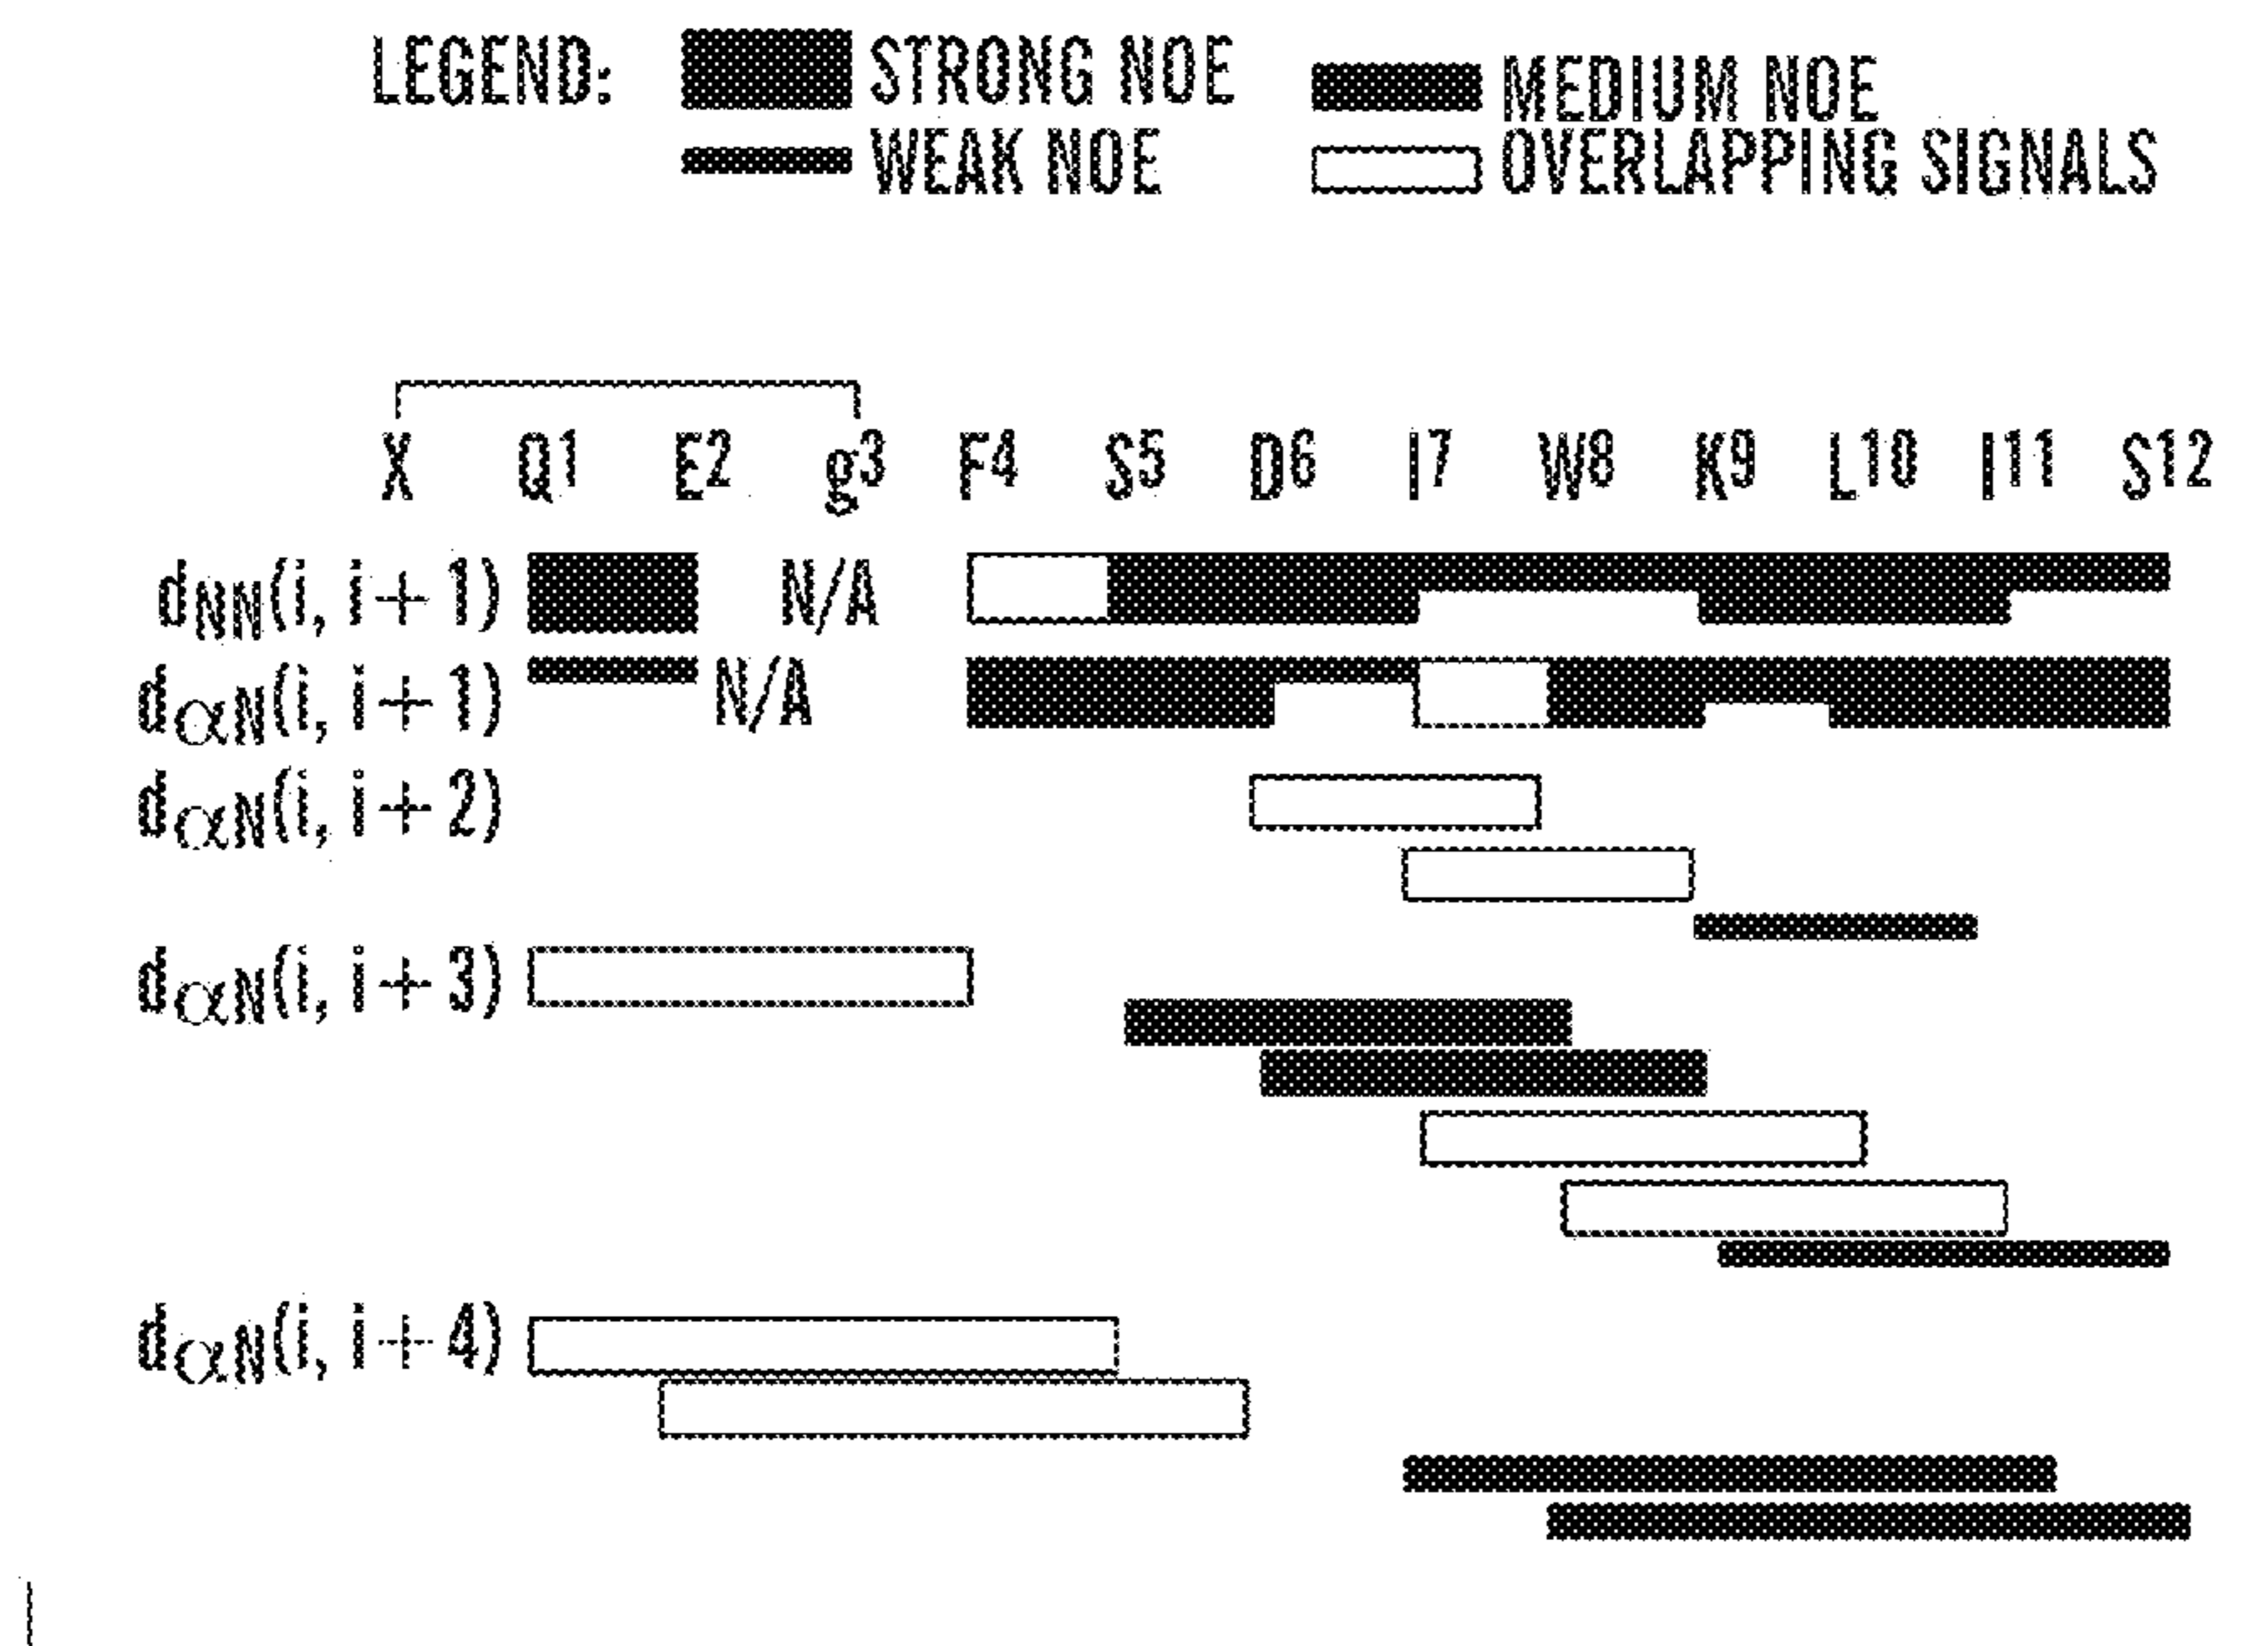 LEGEND: STRONG NOE MEDIUM NOE
WEAK NOE OVERLAPPING SIGNALS
X Q1 E2 g3 F4 S5 D6 I7 W8 K9 L10 I11 S12
dNN(i, i+1) N/A
dαN(i, i+1) N/A
dαN(i, i+2)
dαN(i, i+3)
dαN(i, i+4)